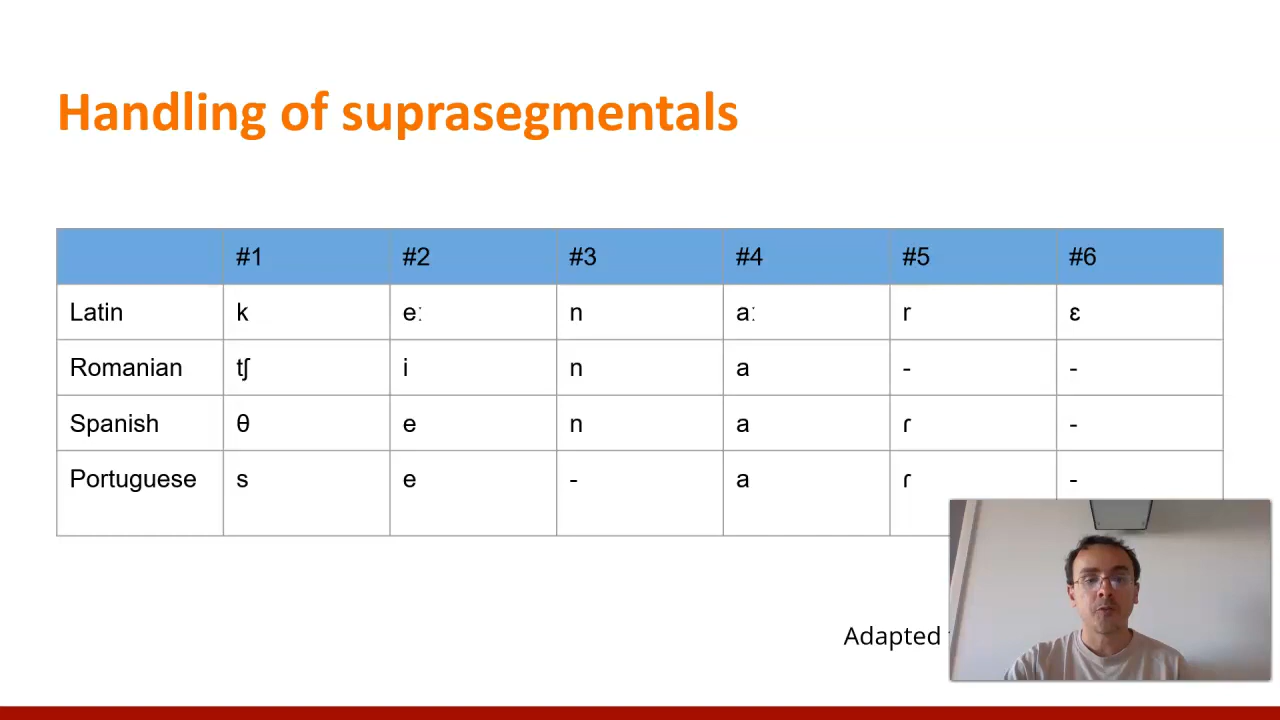 Handling of suprasegmentals
#1 #2 #3 #4 #5 #6
Latin k eː n aː r ɛ
Romanian tʃ i n a - -
Spanish θ e n a ɾ -
Portuguese s e - a ɾ -
Adapted